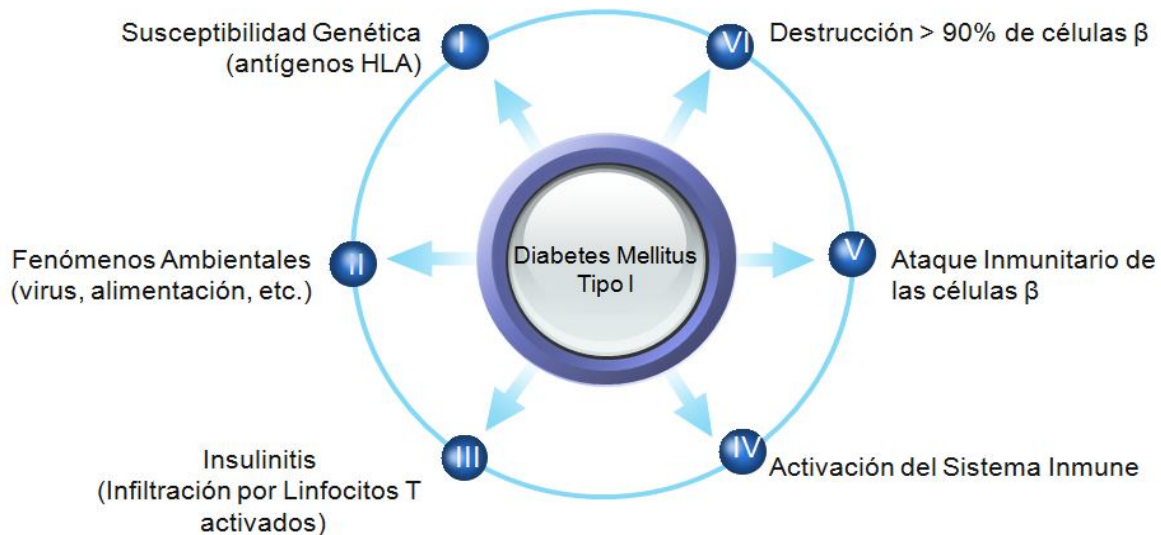 Susceptibilidad Genética
(antígenos HLA)
I
VI
Destrucción > 90% de células β
Fenómenos Ambientales
(virus, alimentación, etc.)
II
Diabetes Mellitus
Tipo I
V
Ataque Inmunitario de
las células β
Insulinitis
(Infiltración por Linfocitos T
activados)
III
IV
Activación del Sistema Inmune